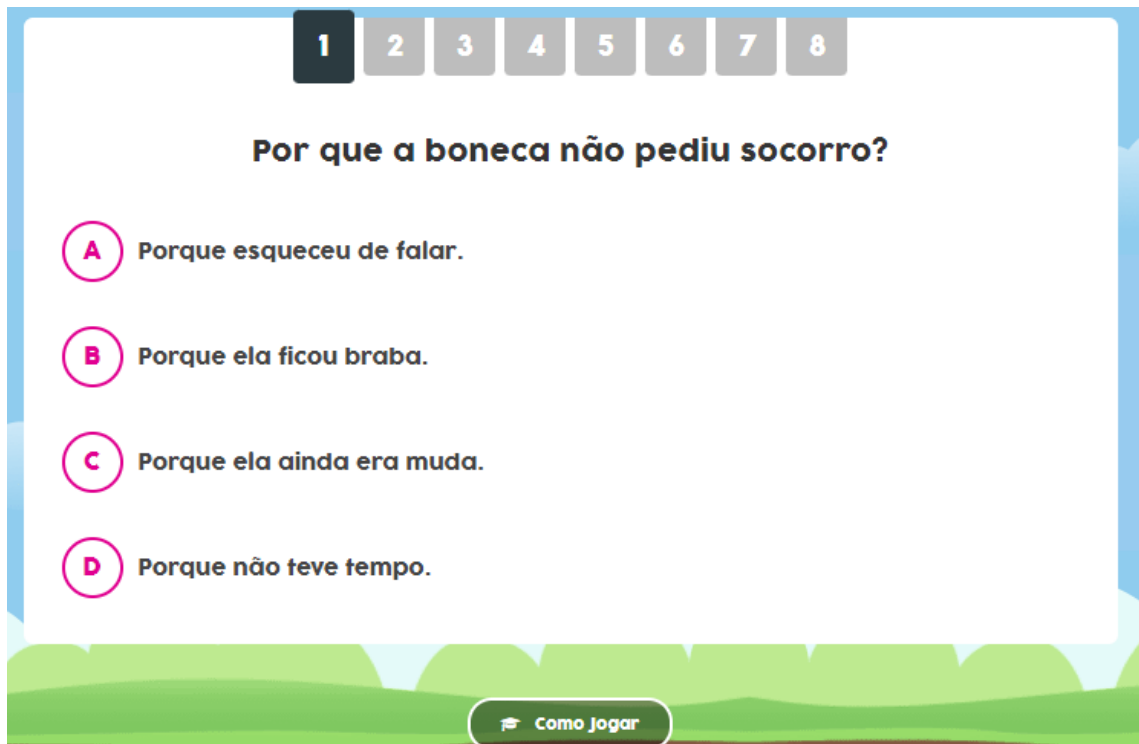 1 2 3 4 5 6 7 8
Por que a boneca não pediu socorro?
A Porque esqueceu de falar.
B Porque ela ficou braba.
C Porque ela ainda era muda.
D Porque não teve tempo.
Como Jogar